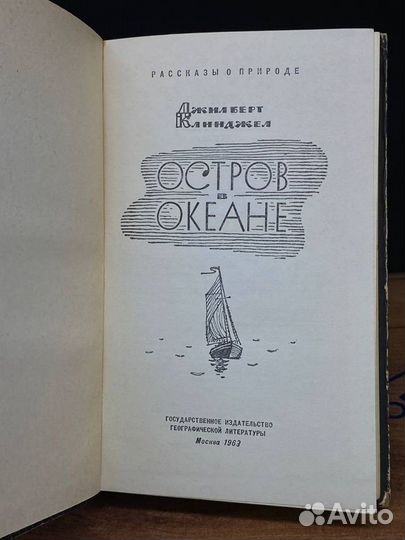 РАССКАЗЫ О ПРИРОДЕ
ДЖИЛБЕРТ
КЛИНДЖЕЛ
ОСТРОВ
В
ОКЕАНЕ
ГОСУДАРСТВЕННОЕ ИЗДАТЕЛЬСТВО
ГЕОГРАФИЧЕСКОЙ ЛИТЕРАТУРЫ
Москва 1963
Avito